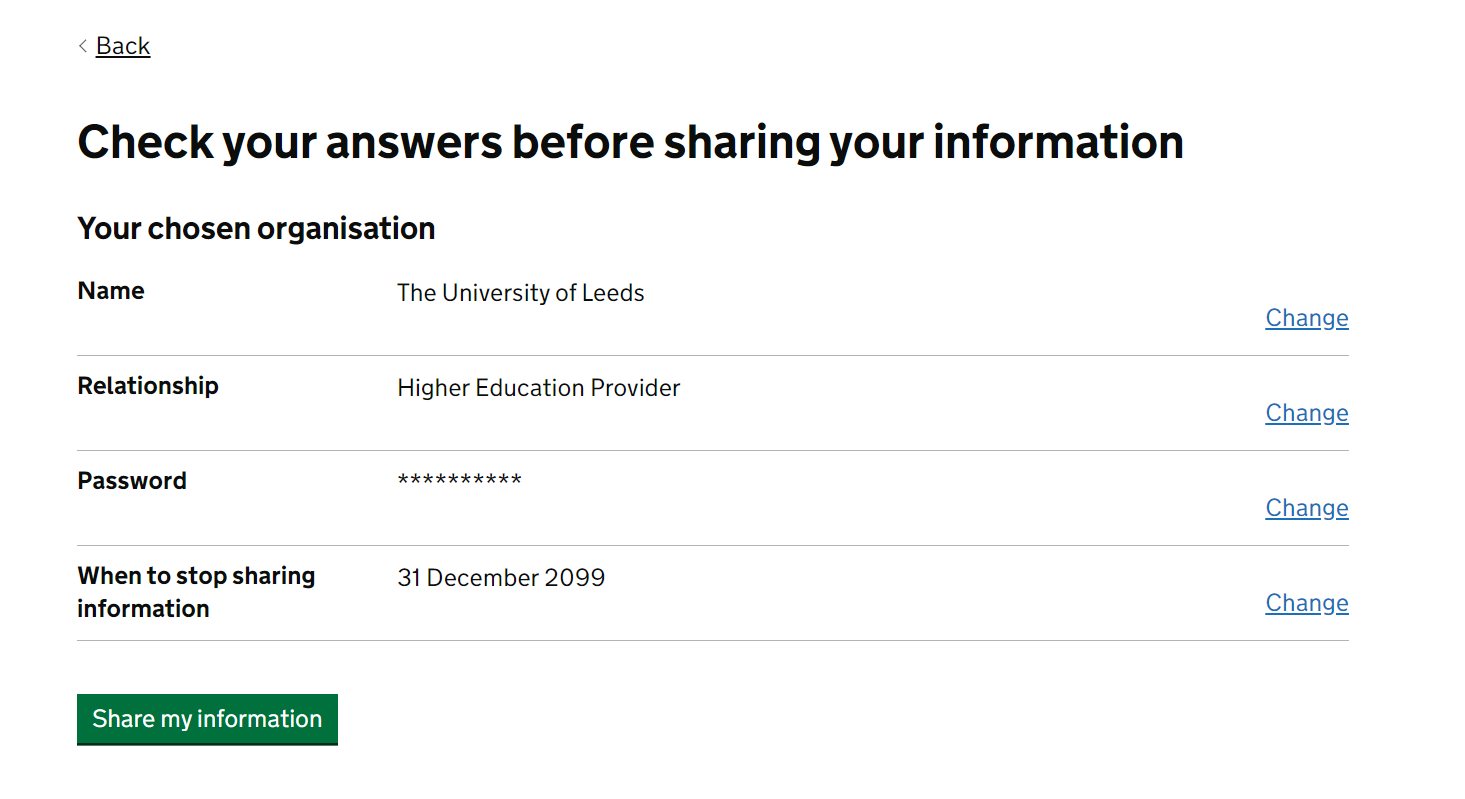 Back
Check your answers before sharing your information
Your chosen organisation
Name The University of Leeds
Change
Relationship Higher Education Provider
Change
Password **********
Change
When to stop sharing 31 December 2099
information
Change
Share my information